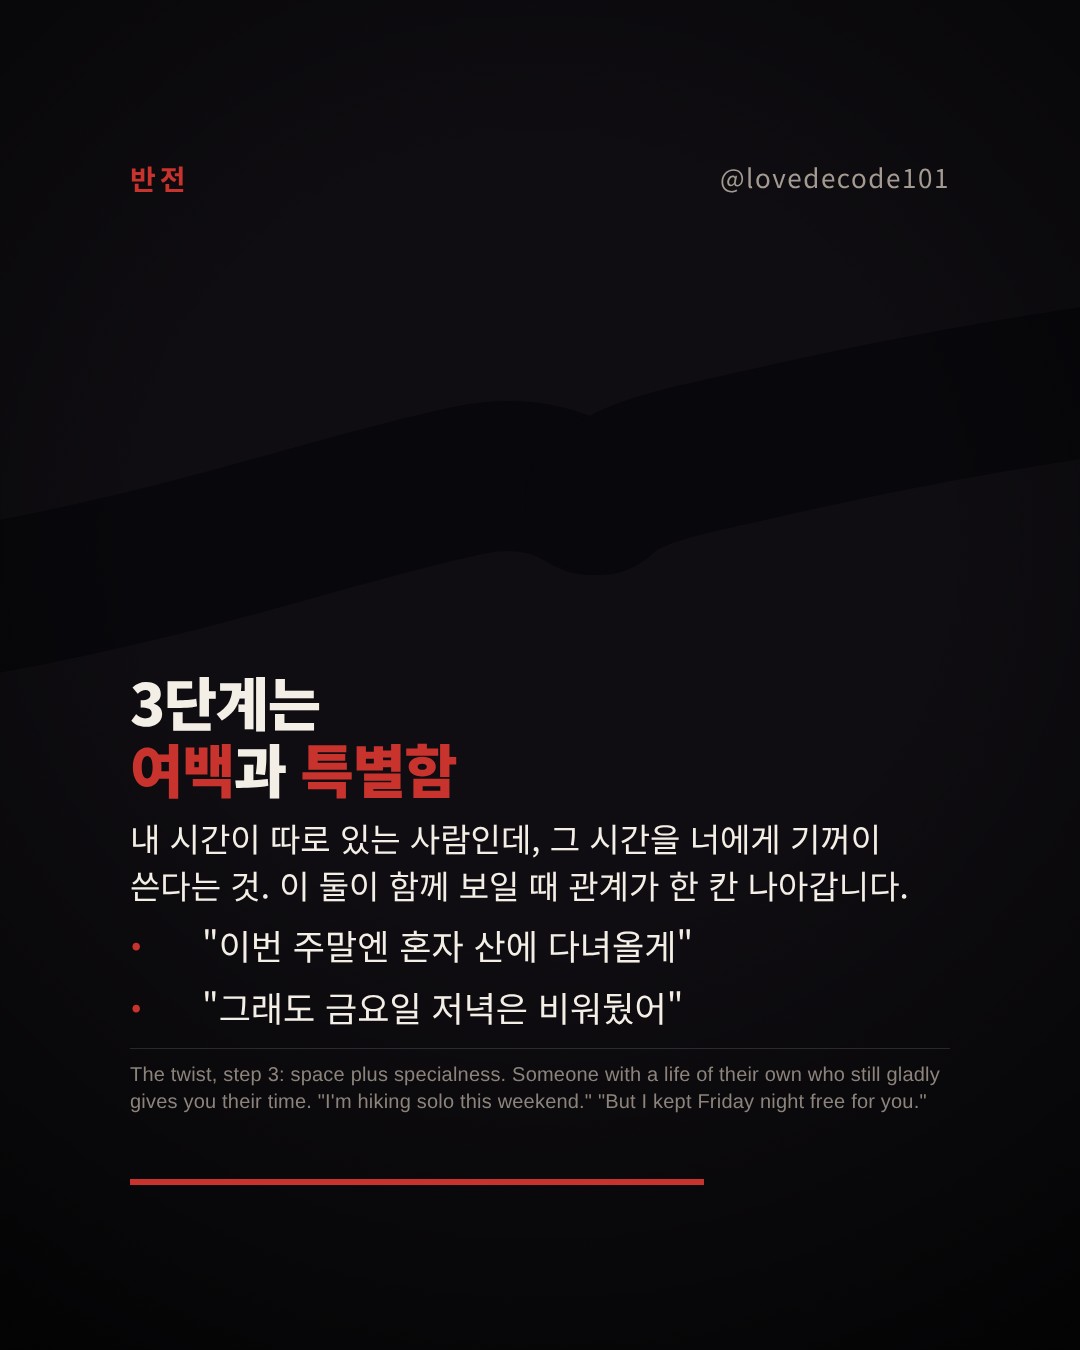 반전
@lovedecode101
3단계는
여백과 특별함
내 시간이 따로 있는 사람인데, 그 시간을 너에게 기꺼이
쓴다는 것. 이 둘이 함께 보일 때 관계가 한 칸 나아갑니다.
• "이번 주말엔 혼자 산에 다녀올게"
• "그래도 금요일 저녁은 비워뒀어"
The twist, step 3: space plus specialness. Someone with a life of their own who still gladly
gives you their time. "I'm hiking solo this weekend." "But I kept Friday night free for you."